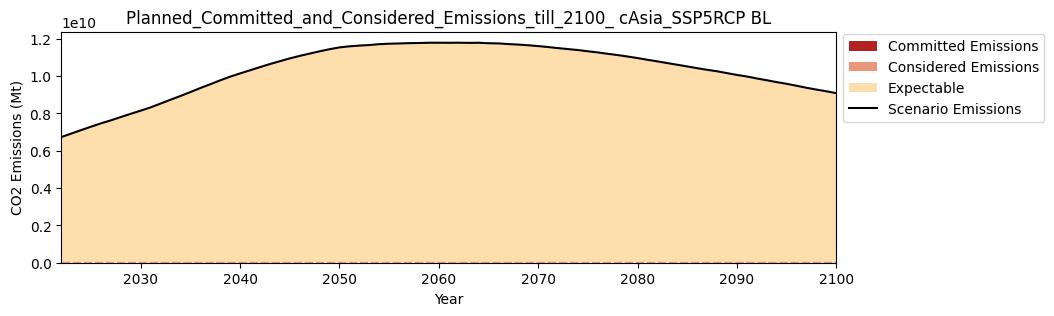 Planned_Committed_and_Considered_Emissions_till_2100_ cAsia_SSP5RCP BL
1e10
1.2
1.0
0.8
0.6
0.4
0.2
0.0
CO2 Emissions (Mt)
2030 2040 2050 2060 2070 2080 2090 2100
Year
Committed Emissions
Considered Emissions
Expectable
Scenario Emissions